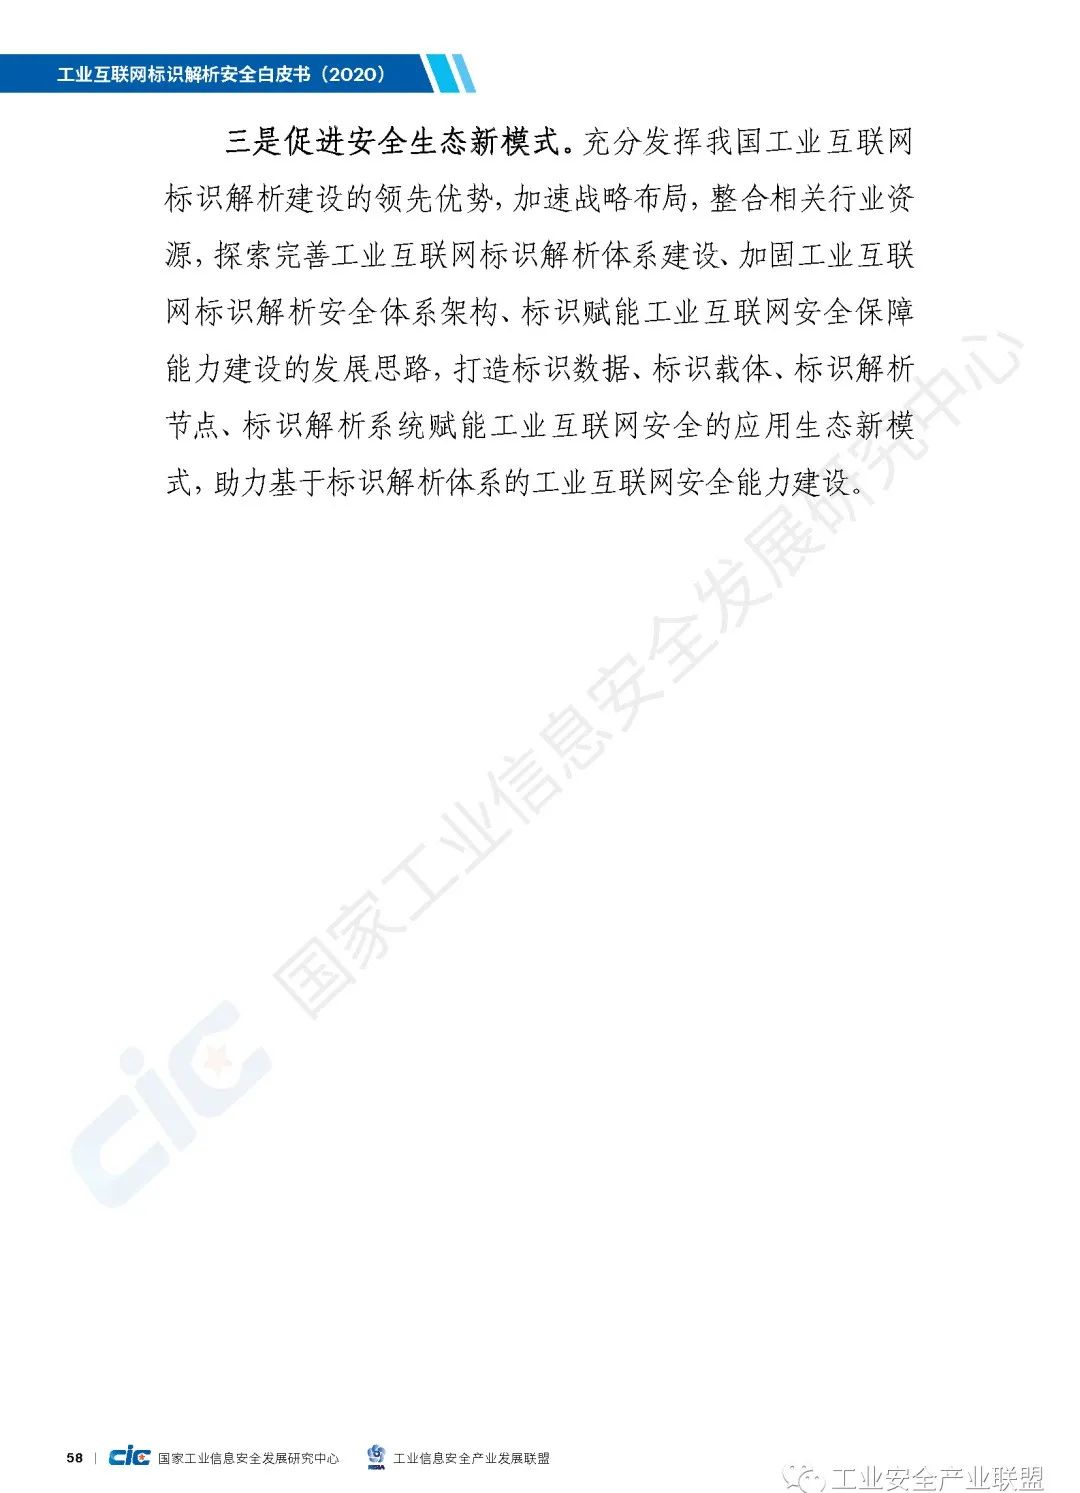 工业互联网标识解析安全白皮书（2020）
三是促进安全生态新模式。充分发挥我国工业互联网
标识解析建设的领先优势，加速战略布局，整合相关行业资
源，探索完善工业互联网标识解析体系建设、加固工业互联
网标识解析安全体系架构、标识赋能工业互联网安全保障
能力建设的发展思路，打造标识数据、标识载体、标识解析
节点、标识解析系统赋能工业互联网安全的应用生态新模
式，助力基于标识解析体系的工业互联网安全能力建设。
国家工业信息安全发展研究中心
cic
58 | cic 国家工业信息安全发展研究中心 NISIA 工业信息安全产业发展联盟
工业安全产业联盟